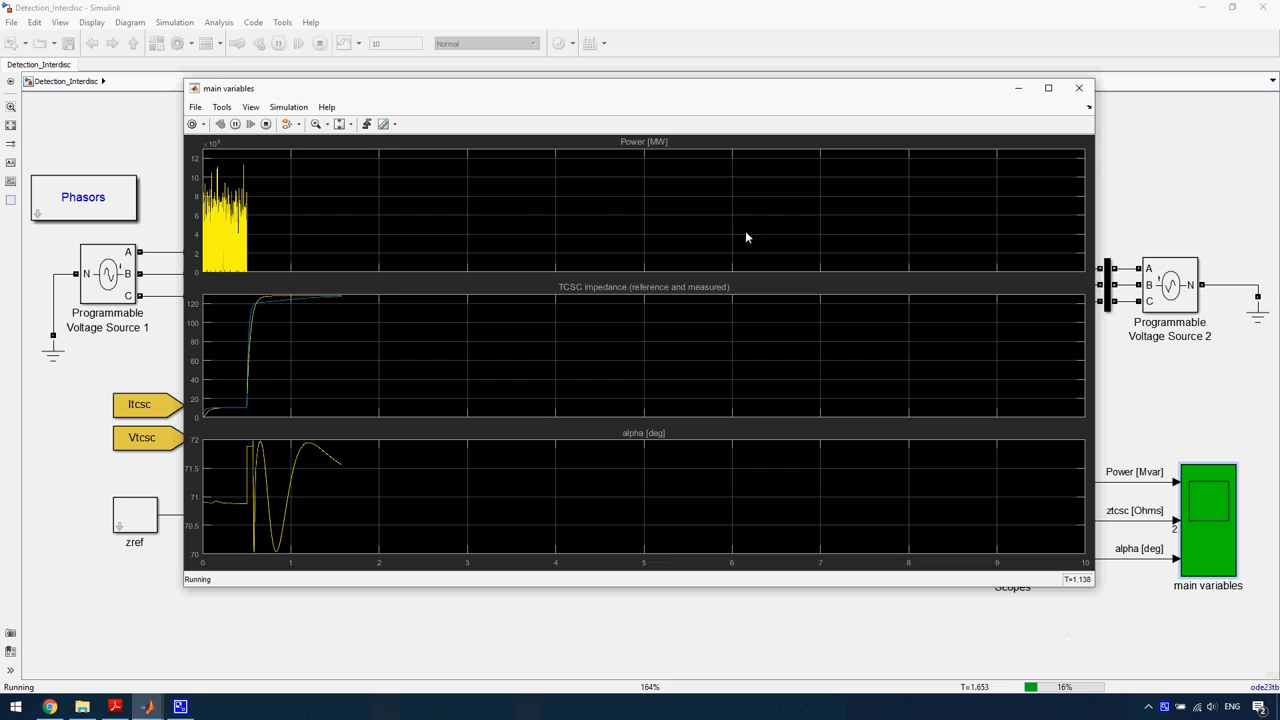 Detection_Interdisc - Simulink
File Edit View Display Diagram Simulation Analysis Code Tools Help
10 Normal
Detection_Interdisc
Detection_Interdisc
main variables
File Tools View Simulation Help
Power [MW]
12
10
8
6
4
2
0
TCSC impedance (reference and measured)
120
100
80
60
40
20
0
alpha [deg]
72
71.5
71
70.5
70
0 1 2 3 4 5 6 7 8 9 10
Running T=1.138
Phasors
N A B C
Programmable
Voltage Source 1
Itcsc
Vtcsc
zref
A B C N
Programmable
Voltage Source 2
Power [Mvar]
ztcsc [Ohms]
2
alpha [deg]
main variables
Scopes
Running 164% T=1.653 16% ode23tb
ENG 2